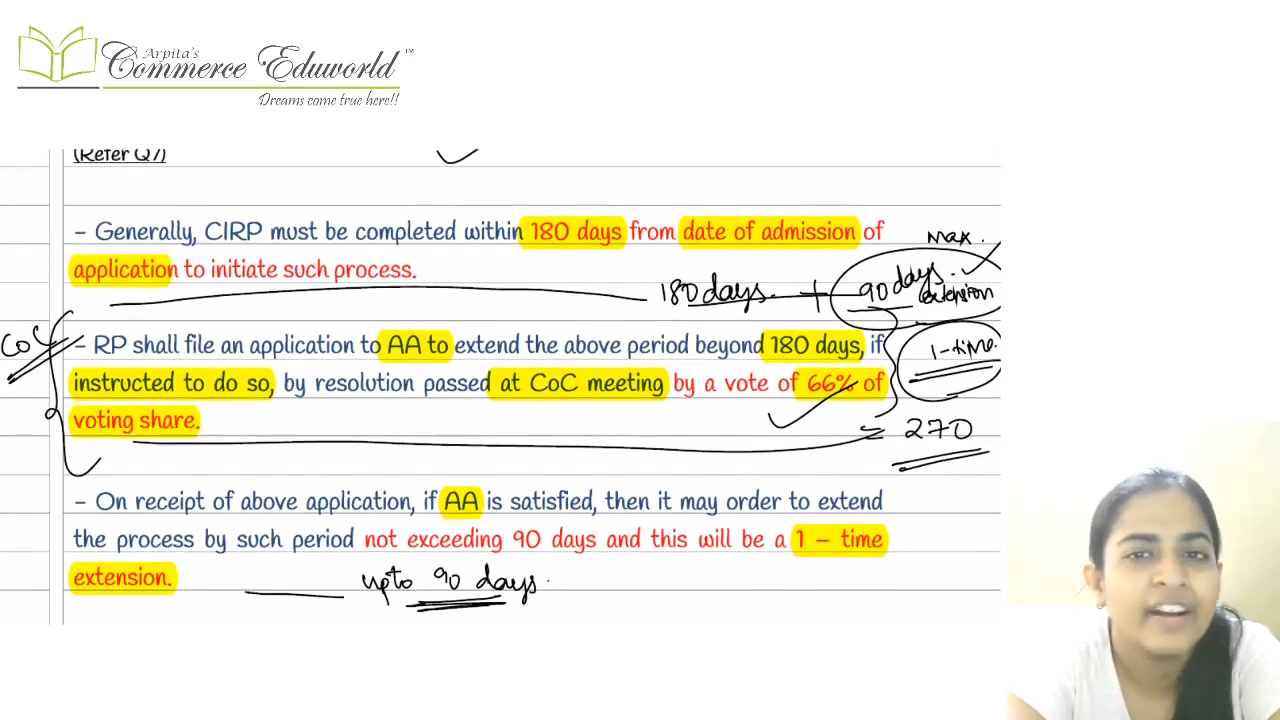 Arpita's
Commerce Eduworld™
Dreams come true here!!
(Refer Q7)
– Generally, CIRP must be completed within 180 days from date of admission of
max.
application to initiate such process.
180 days. + 90 days.
extension
CoC
– RP shall file an application to AA to extend the above period beyond 180 days, if
1-time.
instructed to do so, by resolution passed at CoC meeting by a vote of 66% of
voting share.
= 270
– On receipt of above application, if AA is satisfied, then it may order to extend
the process by such period not exceeding 90 days and this will be a 1 – time
extension.
upto 90 days.